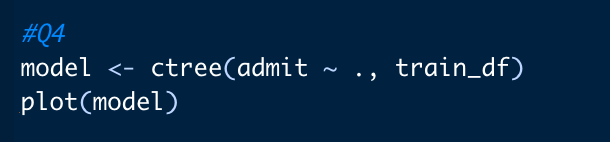 #Q4
model <- ctree(admit ~ ., train_df)
plot(model)